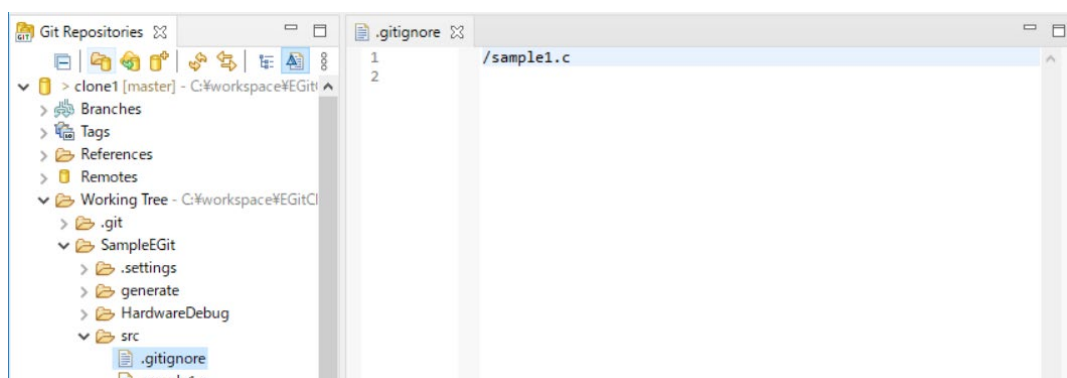 Git Repositories
> clone1 [master] - C:¥workspace¥EGit
Branches
Tags
References
Remotes
Working Tree - C:¥workspace¥EGitCl
.git
SampleEGit
.settings
generate
HardwareDebug
src
.gitignore
.gitignore
1 /sample1.c
2